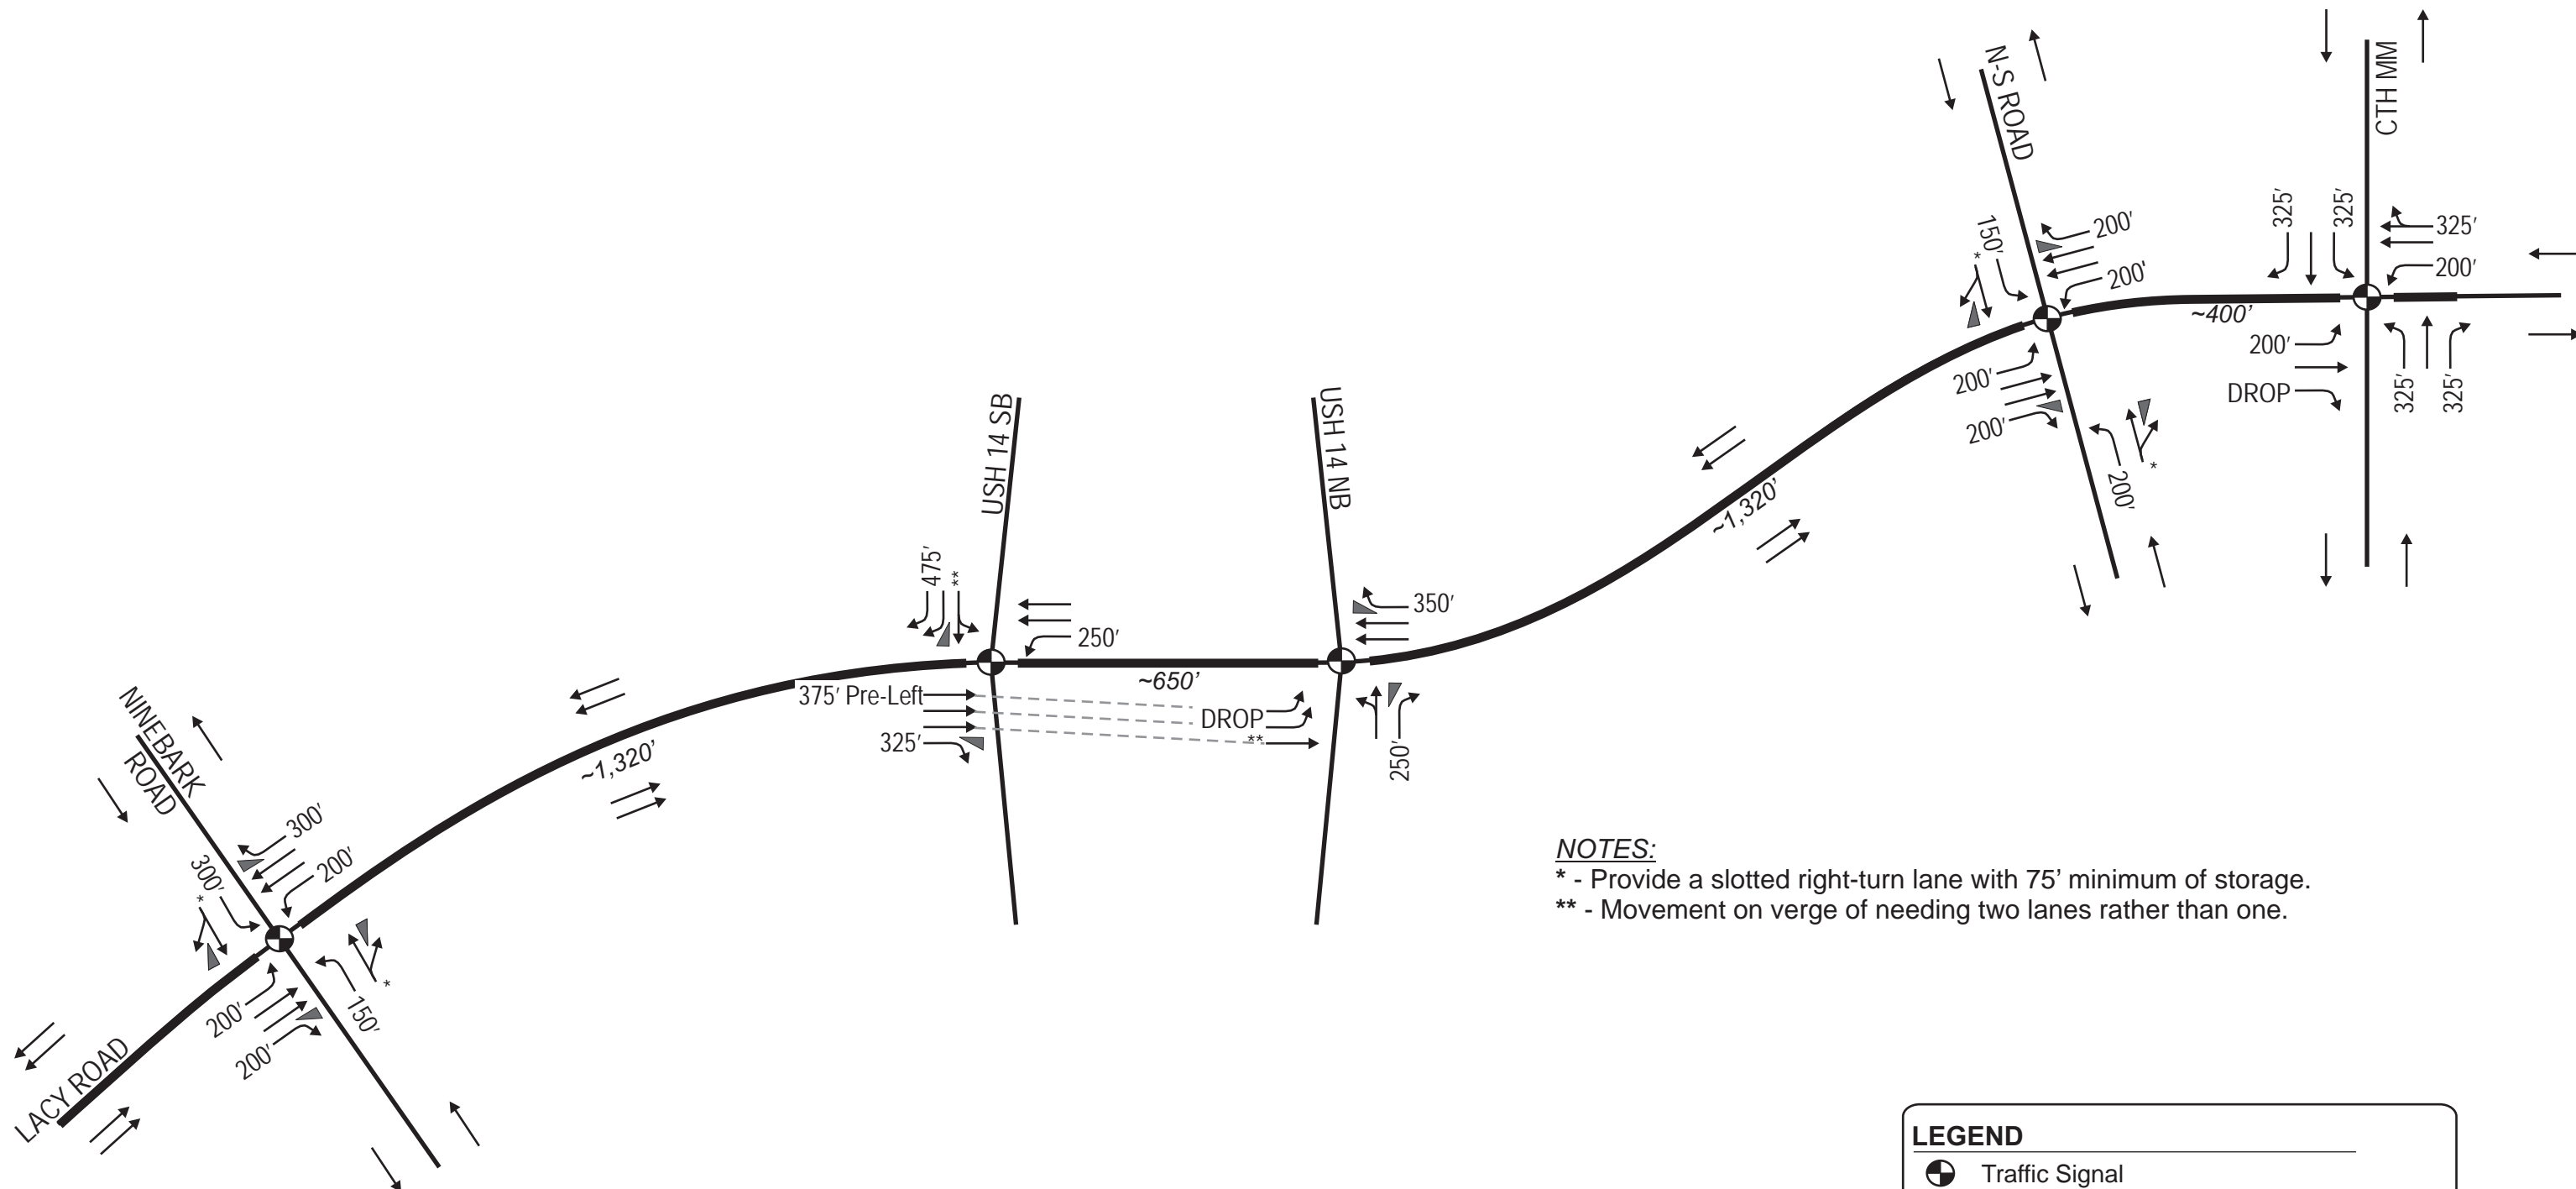 N-S ROAD
CTH MM
150'
*
200'
200'
325'
325'
325'
200'
~400'
200'
DROP
325'
325'
200'
200'
200'
*
~1,320'
USH 14 SB
USH 14 NB
475'
**
250'
350'
~650'
375' Pre-Left
DROP
**
325'
250'
~1,320'
NINEBARK
ROAD
300'
200'
300'
*
200'
200'
150'
*
LACY ROAD
NOTES:
* - Provide a slotted right-turn lane with 75' minimum of storage.
** - Movement on verge of needing two lanes rather than one.
LEGEND
Traffic Signal